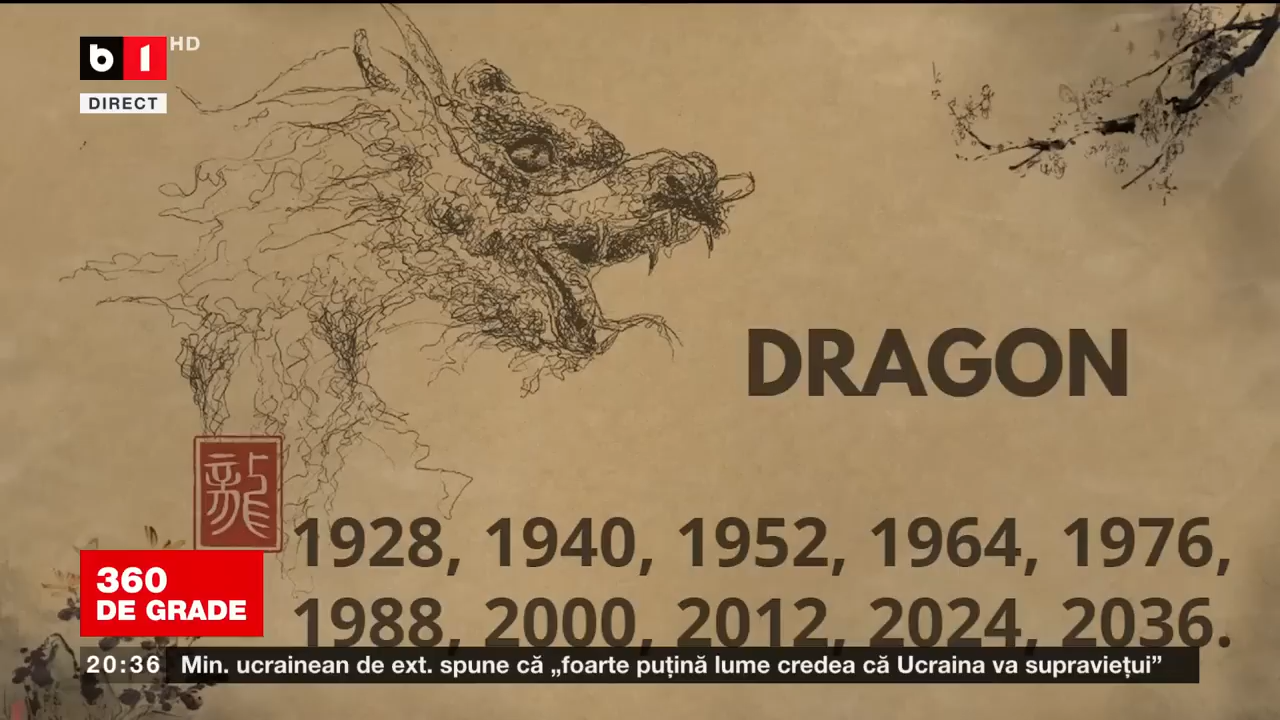 b1 HD
DIRECT
DRAGON
龍
1928, 1940, 1952, 1964, 1976,
1988, 2000, 2012, 2024, 2036.
360
DE GRADE
20:36 Min. ucrainean de ext. spune că „foarte puțină lume credea că Ucraina va supraviețui”